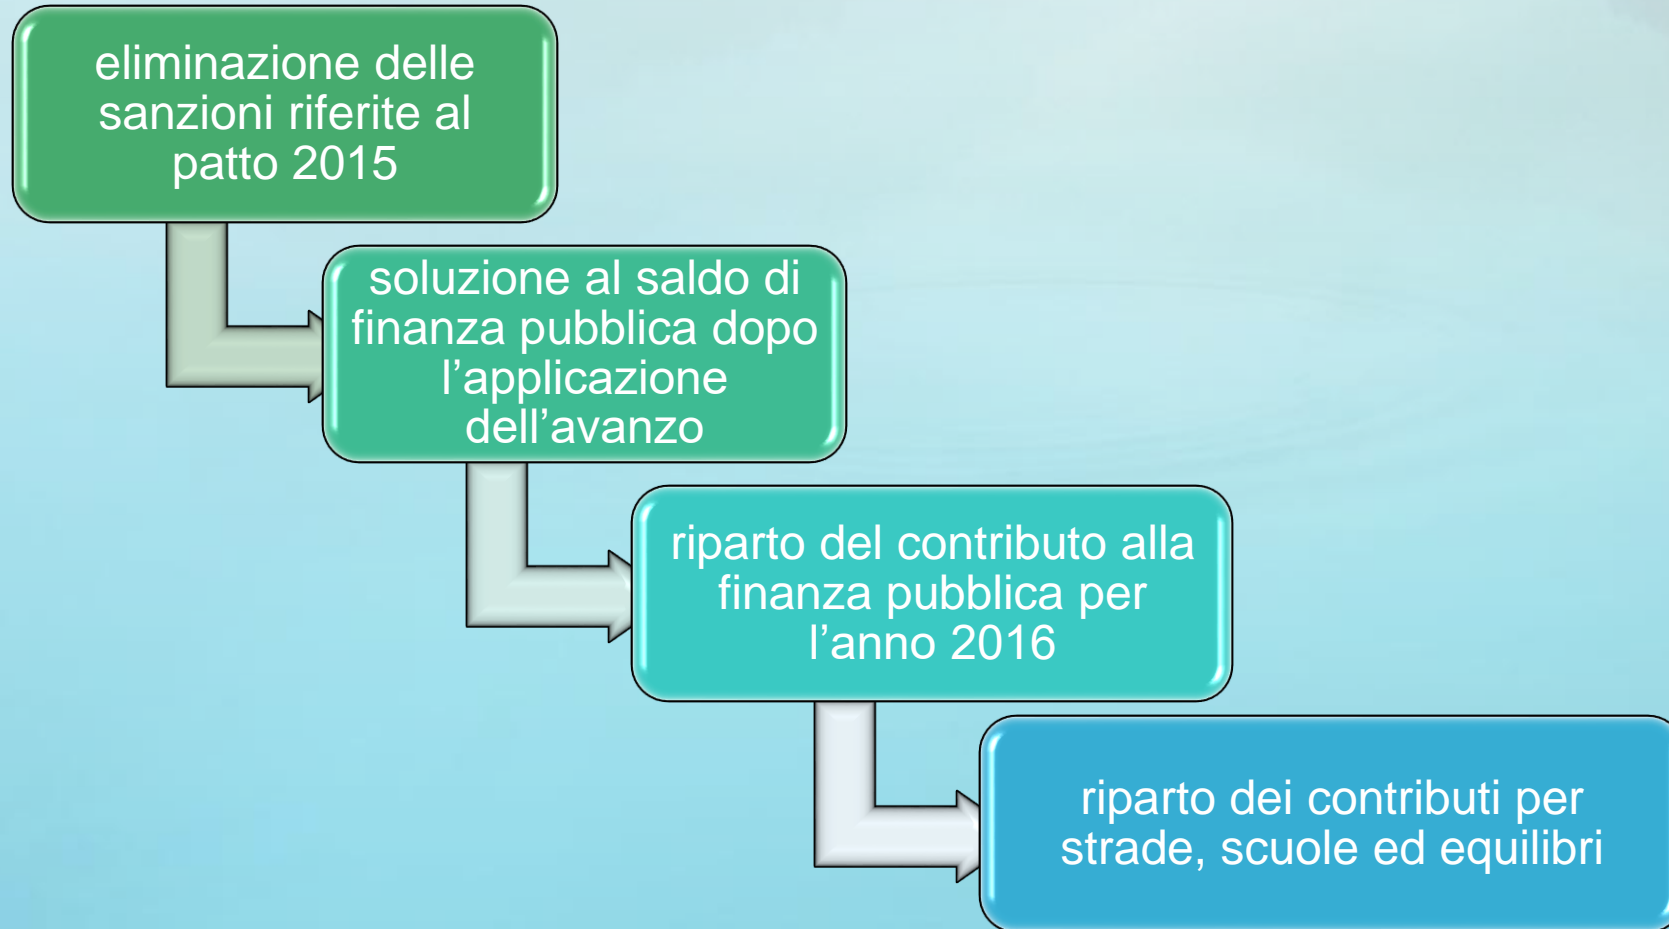 eliminazione delle
sanzioni riferite al
patto 2015
soluzione al saldo di
finanza pubblica dopo
l’applicazione
dell’avanzo
riparto del contributo alla
finanza pubblica per
l’anno 2016
riparto dei contributi per
strade, scuole ed equilibri